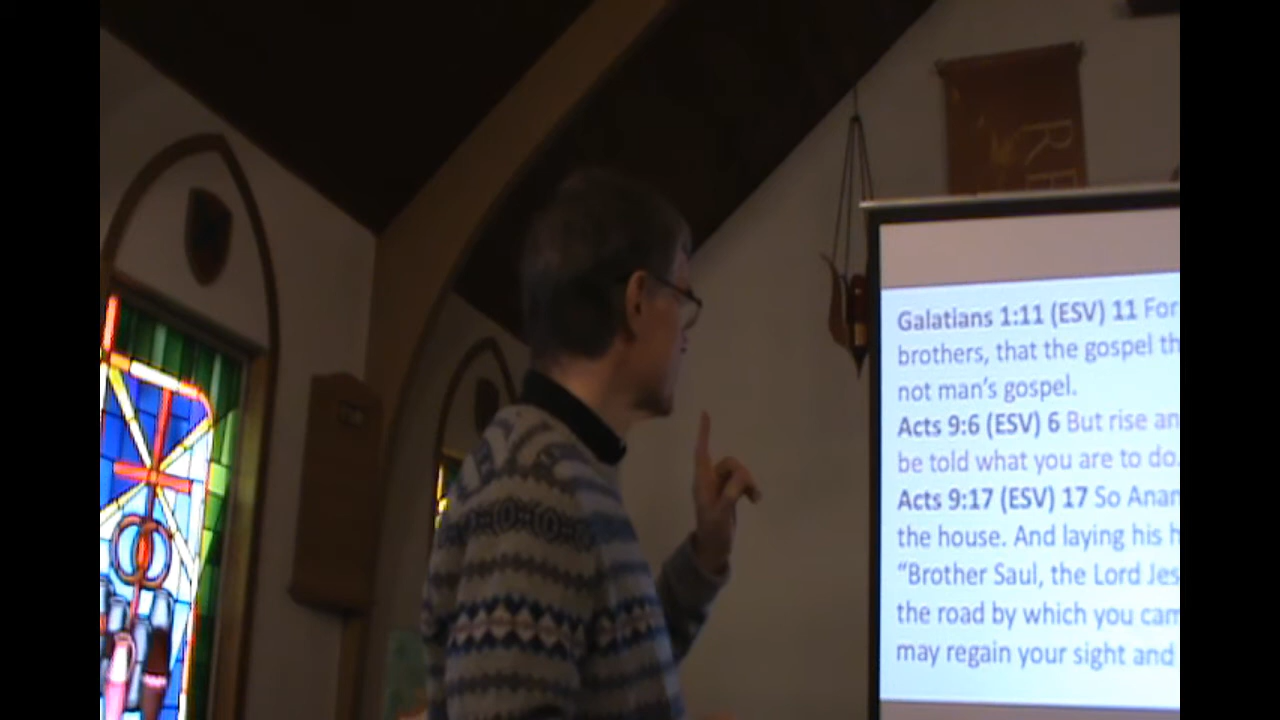 RE
Galatians 1:11 (ESV) 11 For
brothers, that the gospel th
not man's gospel.
Acts 9:6 (ESV) 6 But rise an
be told what you are to do.
Acts 9:17 (ESV) 17 So Anan
the house. And laying his h
“Brother Saul, the Lord Jes
the road by which you cam
may regain your sight and